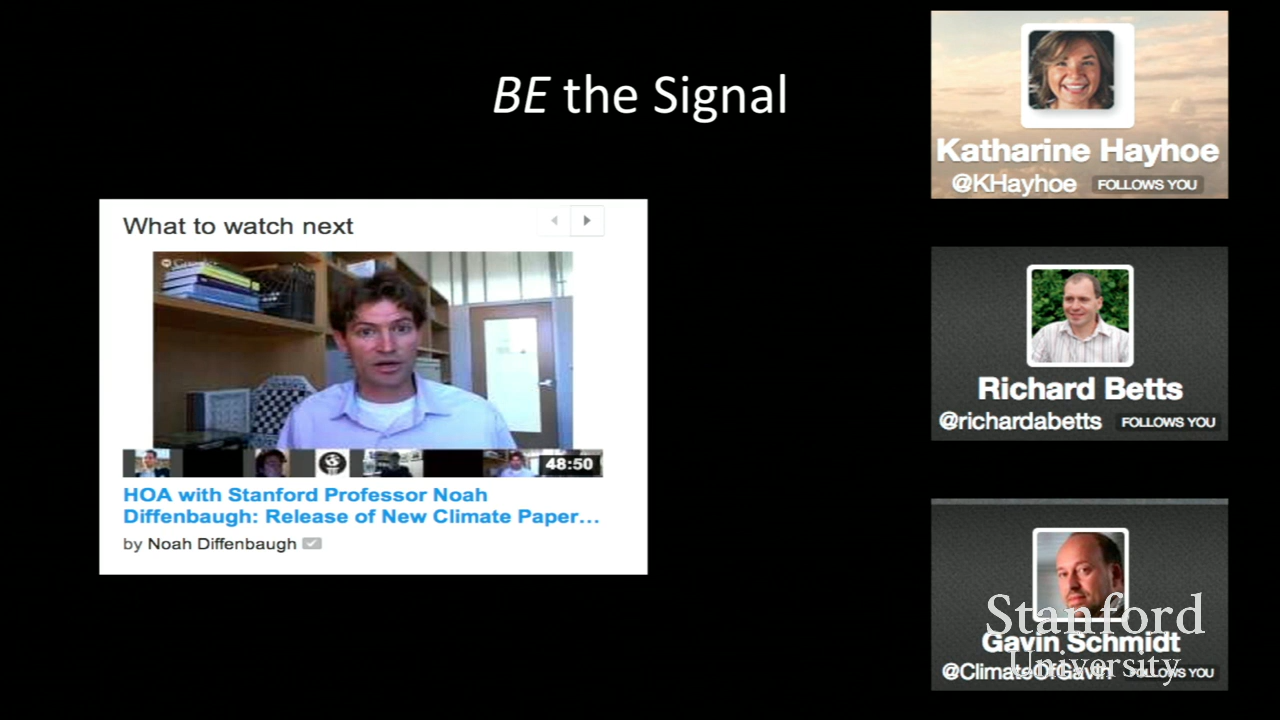 BE the Signal
What to watch next
48:50
HOA with Stanford Professor Noah
Diffenbaugh: Release of New Climate Paper...
by Noah Diffenbaugh
Katharine Hayhoe
@KHayhoe FOLLOWS YOU
Richard Betts
@richardabetts FOLLOWS YOU
Gavin Schmidt
@ClimateOfGavin FOLLOWS YOU
Stanford
University